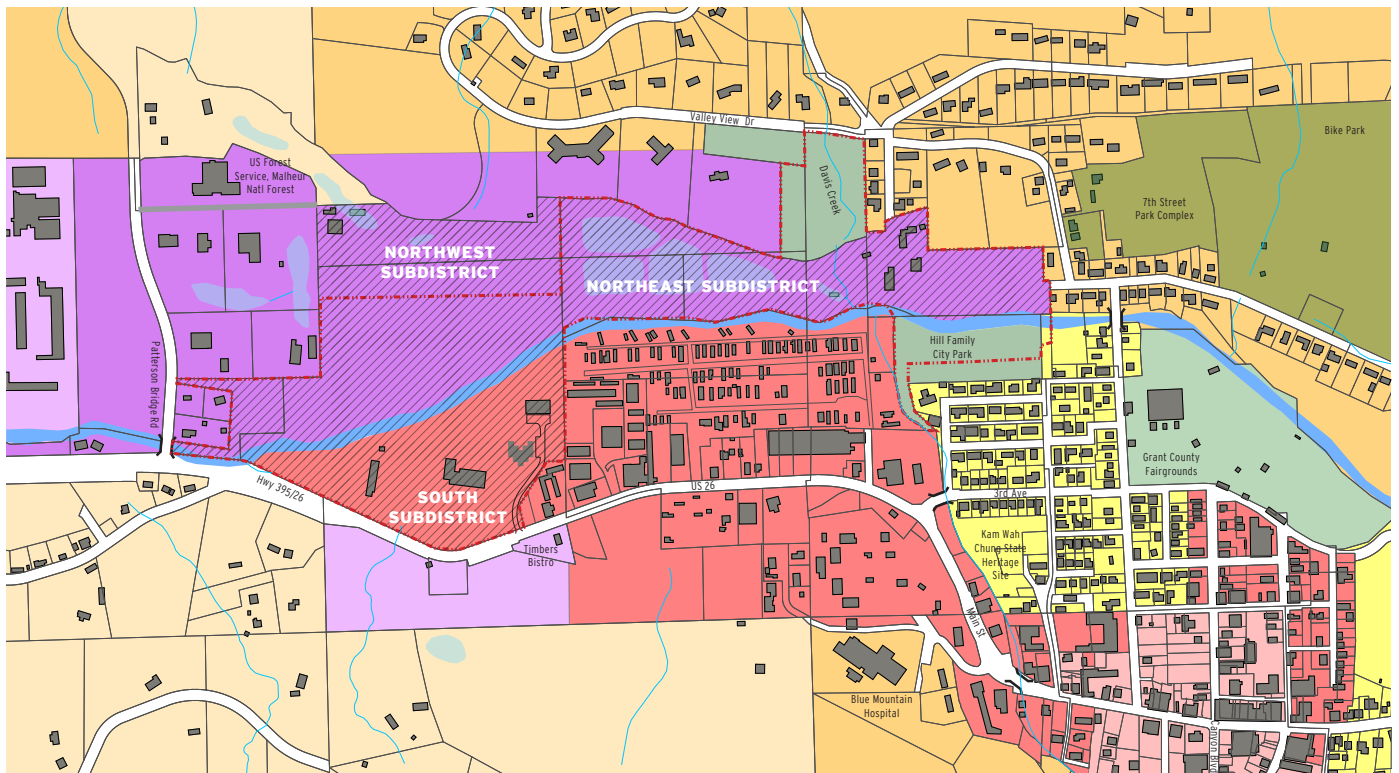 Valley View Dr
Bike Park
US Forest
Service, Malheur
Natl Forest
Davis Creek
7th Street
Park Complex
NORTHWEST
SUBDISTRICT
NORTHEAST SUBDISTRICT
Patterson Bridge Rd
Hill Family
City Park
Grant County
Fairgrounds
Hwy 395/26
US 26
SOUTH
SUBDISTRICT
3rd Ave
Timbers
Bistro
Kam Wah
Chung State
Heritage
Site
Main St
Blue Mountain
Hospital
Canyon Blvd